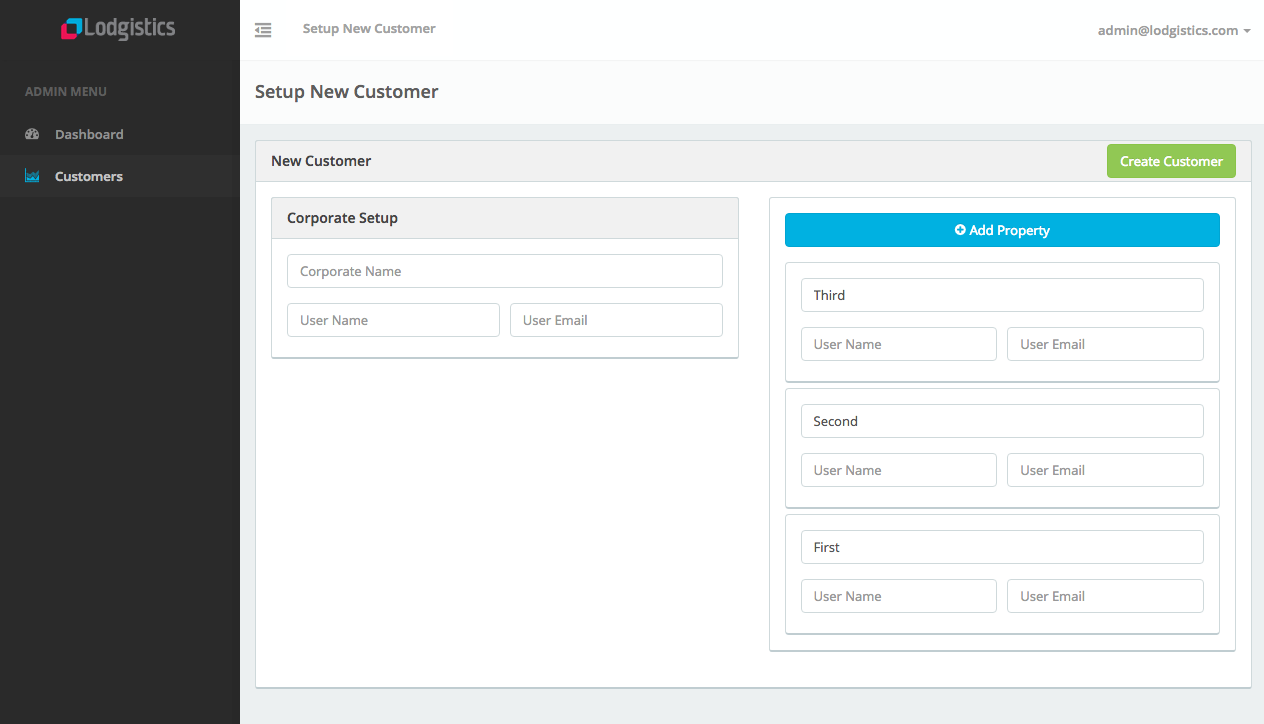 Lodgistics
Setup New Customer
admin@lodgistics.com
ADMIN MENU
Dashboard
Customers
Setup New Customer
New Customer
Create Customer
Corporate Setup
Corporate Name
User Name User Email
Add Property
Third
User Name User Email
Second
User Name User Email
First
User Name User Email